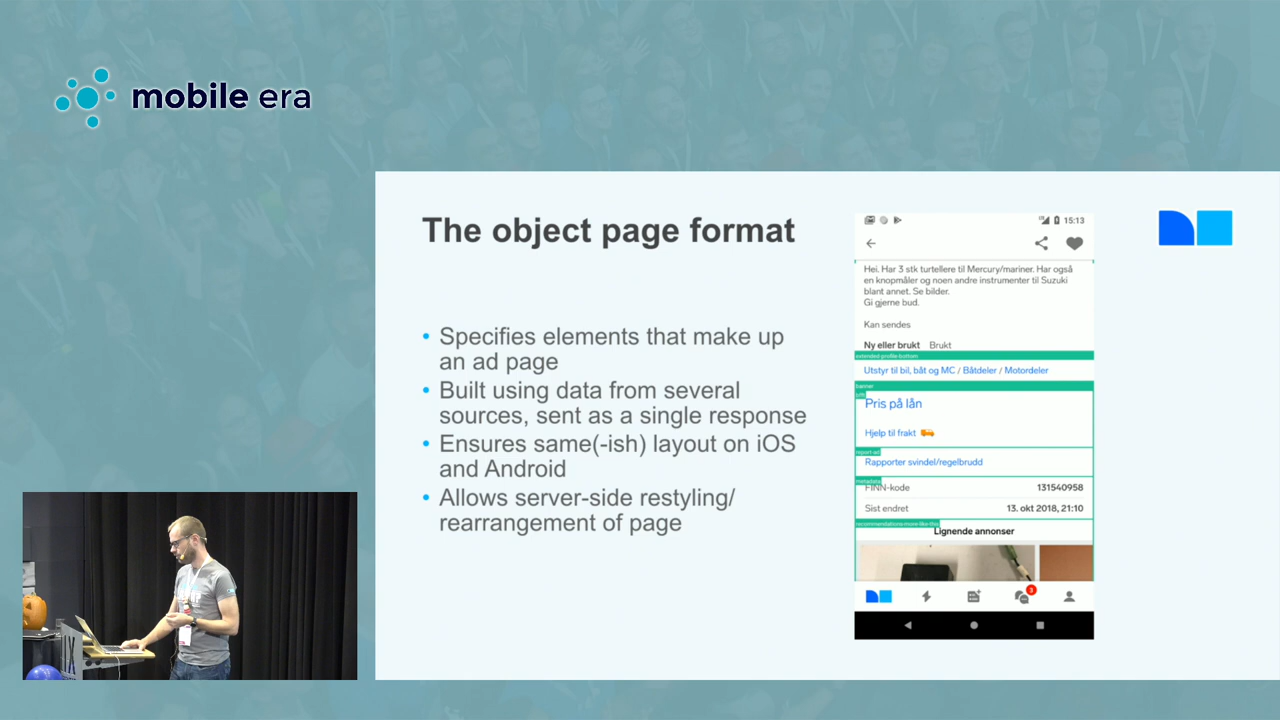 mobile era
The object page format
• Specifies elements that make up
an ad page
• Built using data from several
sources, sent as a single response
• Ensures same(-ish) layout on iOS
and Android
• Allows server-side restyling/
rearrangement of page
15:13
Hei. Har 3 stk turtellere til Mercury/mariner. Har også
en knopmåler og noen andre instrumenter til Suzuki
blant annet. Se bilder.
Gi gjerne bud.
Kan sendes
Ny eller brukt Brukt
extended-profile-bottom
Utstyr til bil, båt og MC / Båtdeler / Motordeler
banner
Pris på lån
Hjelp til frakt
report-ad
Rapporter svindel/regelbrudd
metadata
FINN-kode 131540958
Sist endret 13. okt 2018, 21:10
recommendations-more-like-this
Lignende annonser
3
UX